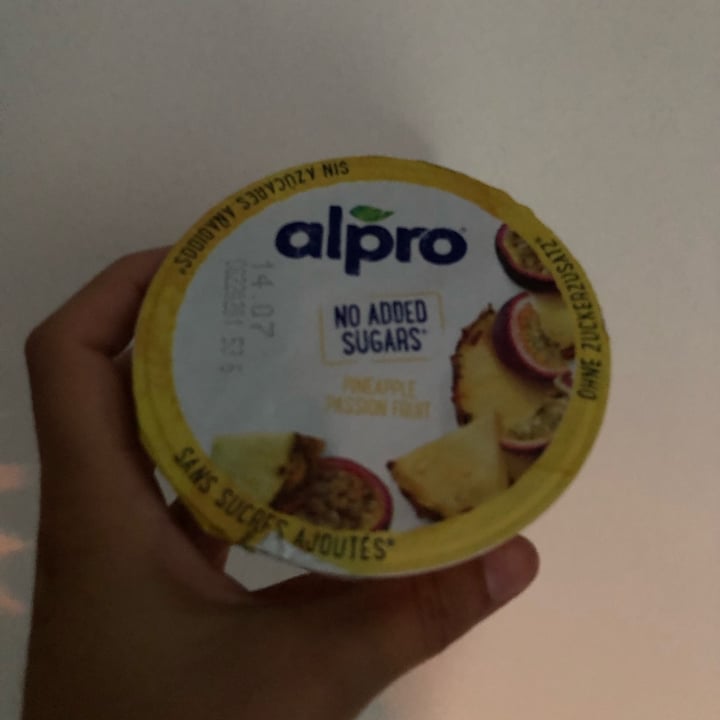 SIN AZÚCARES AÑADIDOS*
alpro
14.07
NO ADDED
SUGARS*
PINEAPPLE
PASSION FRUIT
OHNE ZUCKERZUSATZ*
SANS SUCRES AJOUTÉS*